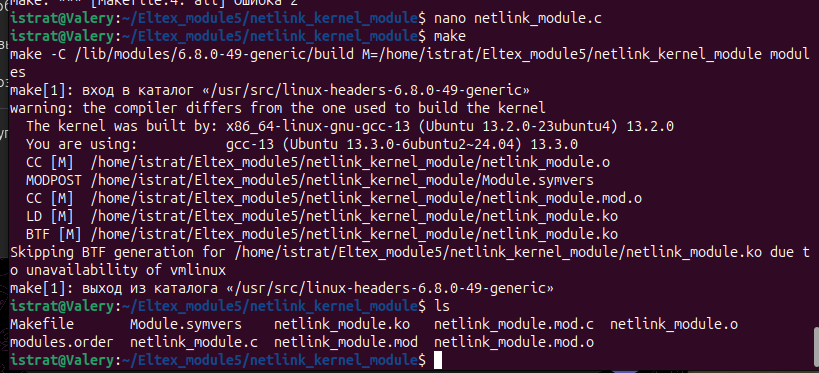 make: *** [Makefile:4: all] Ошибка 2
istrat@Valery:~/Eltex_module5/netlink_kernel_module$ nano netlink_module.c
istrat@Valery:~/Eltex_module5/netlink_kernel_module$ make
make -C /lib/modules/6.8.0-49-generic/build M=/home/istrat/Eltex_module5/netlink_kernel_module modul
es
make[1]: вход в каталог «/usr/src/linux-headers-6.8.0-49-generic»
warning: the compiler differs from the one used to build the kernel
  The kernel was built by: x86_64-linux-gnu-gcc-13 (Ubuntu 13.2.0-23ubuntu4) 13.2.0
  You are using:           gcc-13 (Ubuntu 13.3.0-6ubuntu2~24.04) 13.3.0
  CC [M]  /home/istrat/Eltex_module5/netlink_kernel_module/netlink_module.o
  MODPOST /home/istrat/Eltex_module5/netlink_kernel_module/Module.symvers
  CC [M]  /home/istrat/Eltex_module5/netlink_kernel_module/netlink_module.mod.o
  LD [M]  /home/istrat/Eltex_module5/netlink_kernel_module/netlink_module.ko
  BTF [M] /home/istrat/Eltex_module5/netlink_kernel_module/netlink_module.ko
Skipping BTF generation for /home/istrat/Eltex_module5/netlink_kernel_module/netlink_module.ko due t
o unavailability of vmlinux
make[1]: выход из каталога «/usr/src/linux-headers-6.8.0-49-generic»
istrat@Valery:~/Eltex_module5/netlink_kernel_module$ ls
Makefile       Module.symvers    netlink_module.ko   netlink_module.mod.c  netlink_module.o
modules.order  netlink_module.c  netlink_module.mod  netlink_module.mod.o
istrat@Valery:~/Eltex_module5/netlink_kernel_module$